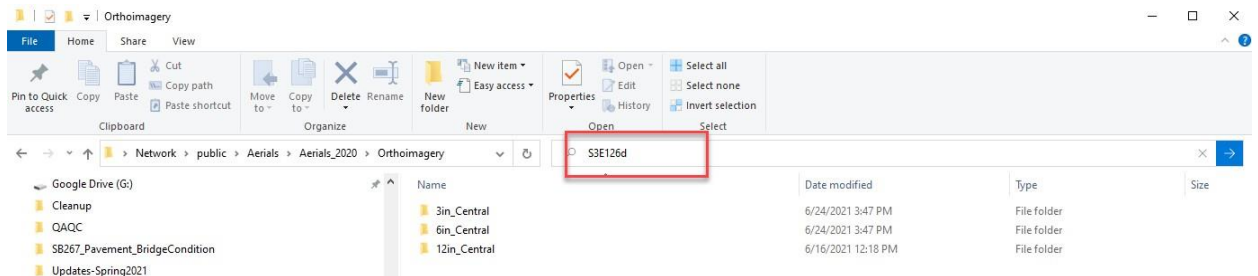 Orthoimagery
File Home Share View
Pin to Quick access
Copy
Paste
Cut
Copy path
Paste shortcut
Clipboard
Move to
Copy to
Delete
Rename
Organize
New folder
New item
Easy access
New
Properties
Open
Edit
History
Open
Select all
Select none
Invert selection
Select
> Network > public > Aerials > Aerials_2020 > Orthoimagery
S3E126d
Google Drive (G:)
Cleanup
QAQC
SB267_Pavement_BridgeCondition
Updates-Spring2021
Name Date modified Type Size
3in_Central 6/24/2021 3:47 PM File folder
6in_Central 6/24/2021 3:47 PM File folder
12in_Central 6/16/2021 12:18 PM File folder